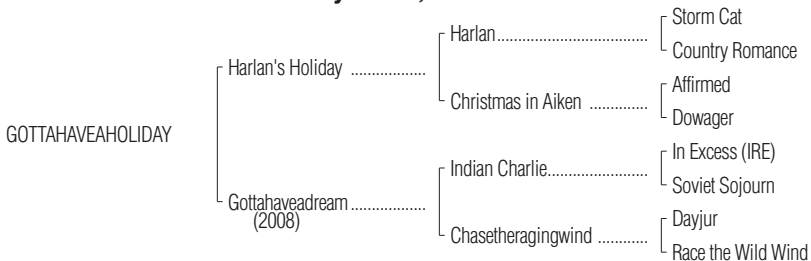 Storm Cat
Harlan..................................
Country Romance
Harlan's Holiday ..................
Affirmed
Christmas in Aiken ..............
Dowager
GOTTAHAVEAHOLIDAY
In Excess (IRE)
Indian Charlie........................
Soviet Sojourn
Gottahaveadream ..................
(2008)
Dayjur
Chasetheragingwind ............
Race the Wild Wind